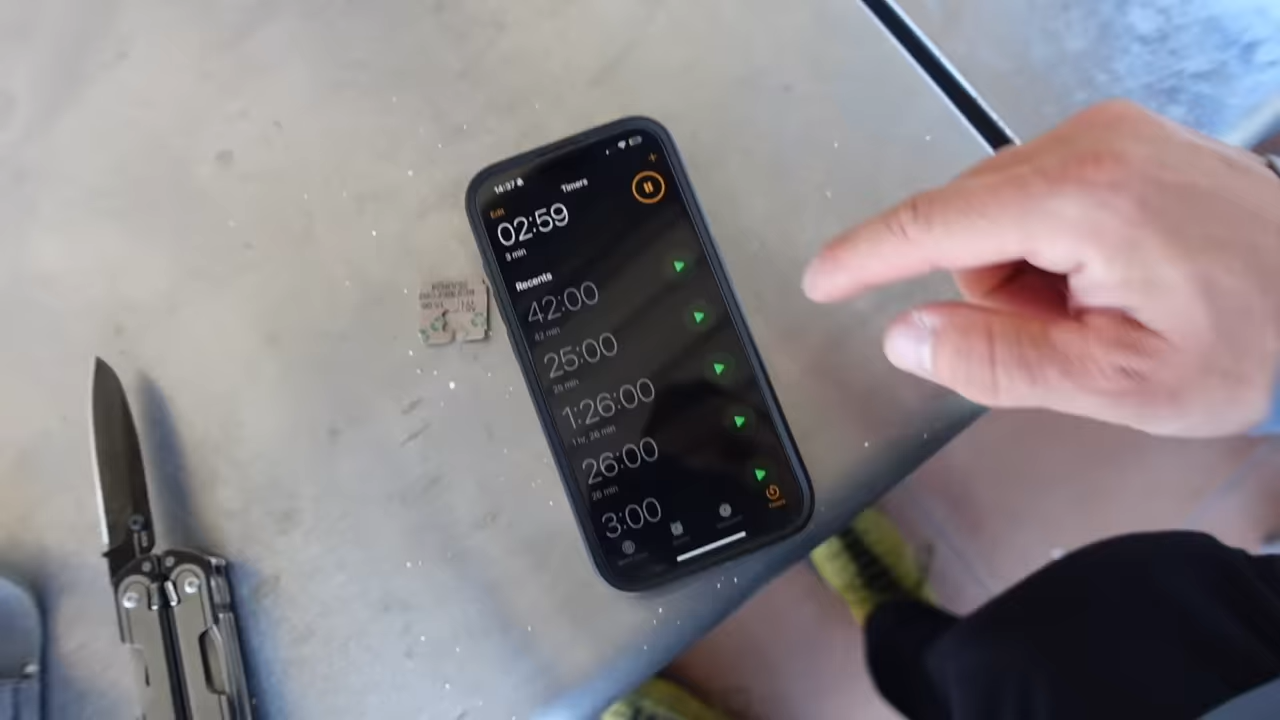 14:37
Timers
Edit
02:59
3 min
Recents
42:00
42 min
25:00
25 min
1:26:00
1 hr, 26 min
26:00
26 min
3:00